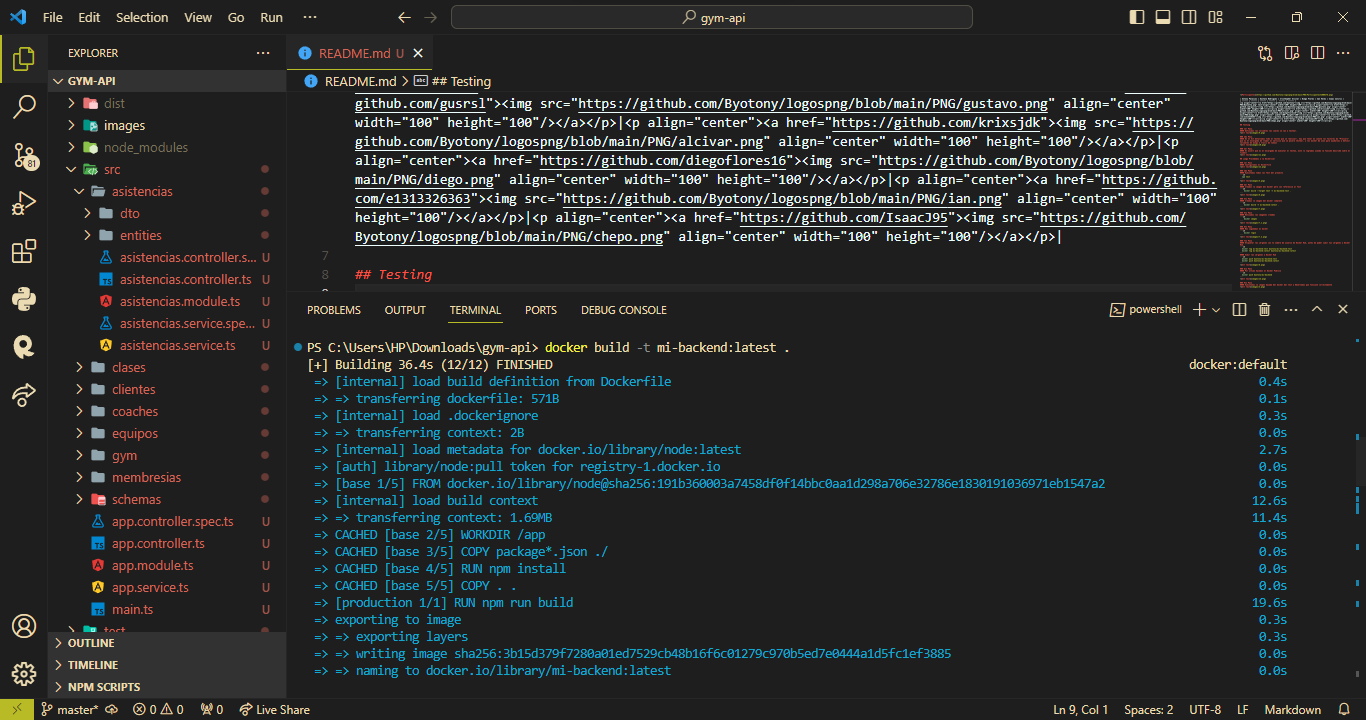 File Edit Selection View Go Run ··· gym-api
EXPLORER ···
GYM-API
dist
images
node_modules
src
asistencias
dto
entities
asistencias.controller.s... U
asistencias.controller.ts U
asistencias.module.ts U
asistencias.service.spe... U
asistencias.service.ts U
clases
clientes
coaches
equipos
gym
membresias
schemas
app.controller.spec.ts U
app.controller.ts U
app.module.ts U
app.service.ts U
main.ts U
test
OUTLINE
TIMELINE
NPM SCRIPTS
README.md U
README.md > ## Testing
github.com/gusrsl"><img src="https://github.com/Byotony/logospng/blob/main/PNG/gustavo.png" align="center"
width="100" height="100"/></a></p>|<p align="center"><a href="https://github.com/krixsjdk"><img src="https://
github.com/Byotony/logospng/blob/main/PNG/alcivar.png" align="center" width="100" height="100"/></a></p>|<p
align="center"><a href="https://github.com/diegoflores16"><img src="https://github.com/Byotony/logospng/blob/
main/PNG/diego.png" align="center" width="100" height="100"/></a></p>|<p align="center"><a href="https://github.
com/e1313326363"><img src="https://github.com/Byotony/logospng/blob/main/PNG/ian.png" align="center" width="100"
height="100"/></a></p>|<p align="center"><a href="https://github.com/IsaacJ95"><img src="https://github.com/
Byotony/logospng/blob/main/PNG/chepo.png" align="center" width="100" height="100"/></a></p>|
7
8 ## Testing
PROBLEMS OUTPUT TERMINAL PORTS DEBUG CONSOLE powershell
PS C:\Users\HP\Downloads\gym-api> docker build -t mi-backend:latest .
[+] Building 36.4s (12/12) FINISHED docker:default
=> [internal] load build definition from Dockerfile 0.4s
=> => transferring dockerfile: 571B 0.1s
=> [internal] load .dockerignore 0.3s
=> => transferring context: 2B 0.0s
=> [internal] load metadata for docker.io/library/node:latest 2.7s
=> [auth] library/node:pull token for registry-1.docker.io 0.0s
=> [base 1/5] FROM docker.io/library/node@sha256:191b360003a7458df0f14bbc0aa1d298a706e32786e1830191036971eb1547a2 0.0s
=> [internal] load build context 12.6s
=> => transferring context: 1.69MB 11.4s
=> CACHED [base 2/5] WORKDIR /app 0.0s
=> CACHED [base 3/5] COPY package*.json ./ 0.0s
=> CACHED [base 4/5] RUN npm install 0.0s
=> CACHED [base 5/5] COPY . . 0.0s
=> [production 1/1] RUN npm run build 19.6s
=> exporting to image 0.3s
=> => exporting layers 0.3s
=> => writing image sha256:3b15d379f7280a01ed7529cb48b16f6c01279c970b5ed7e0444a1d5fc1ef3885 0.0s
=> => naming to docker.io/library/mi-backend:latest 0.0s
81
master* 0 0 0 Live Share Ln 9, Col 1 Spaces: 2 UTF-8 LF Markdown